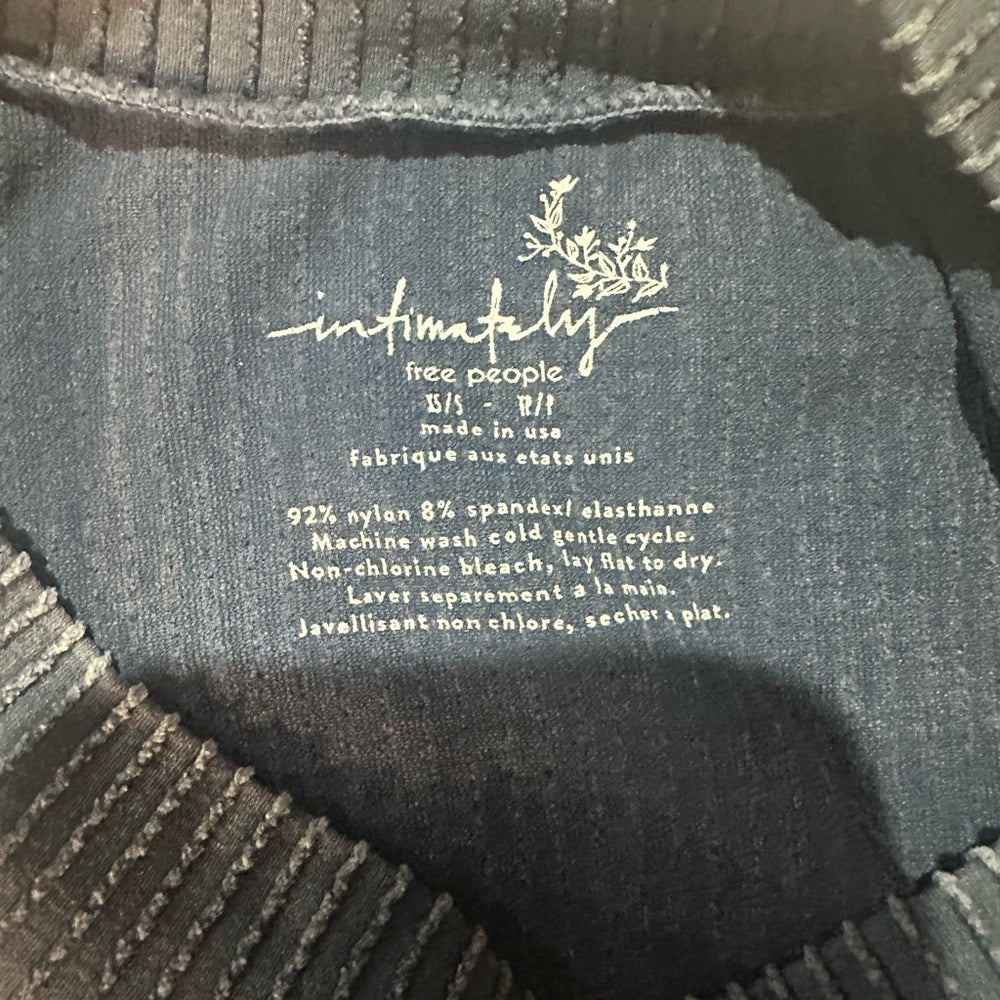 intimately
free people
XS/S - TP/P
made in usa
fabrique aux etats unis
92% nylon 8% spandex/ elasthanne
Machine wash cold gentle cycle.
Non-chlorine bleach, lay flat to dry.
Laver separement a la main.
Javellisant non chlore, secher a plat.